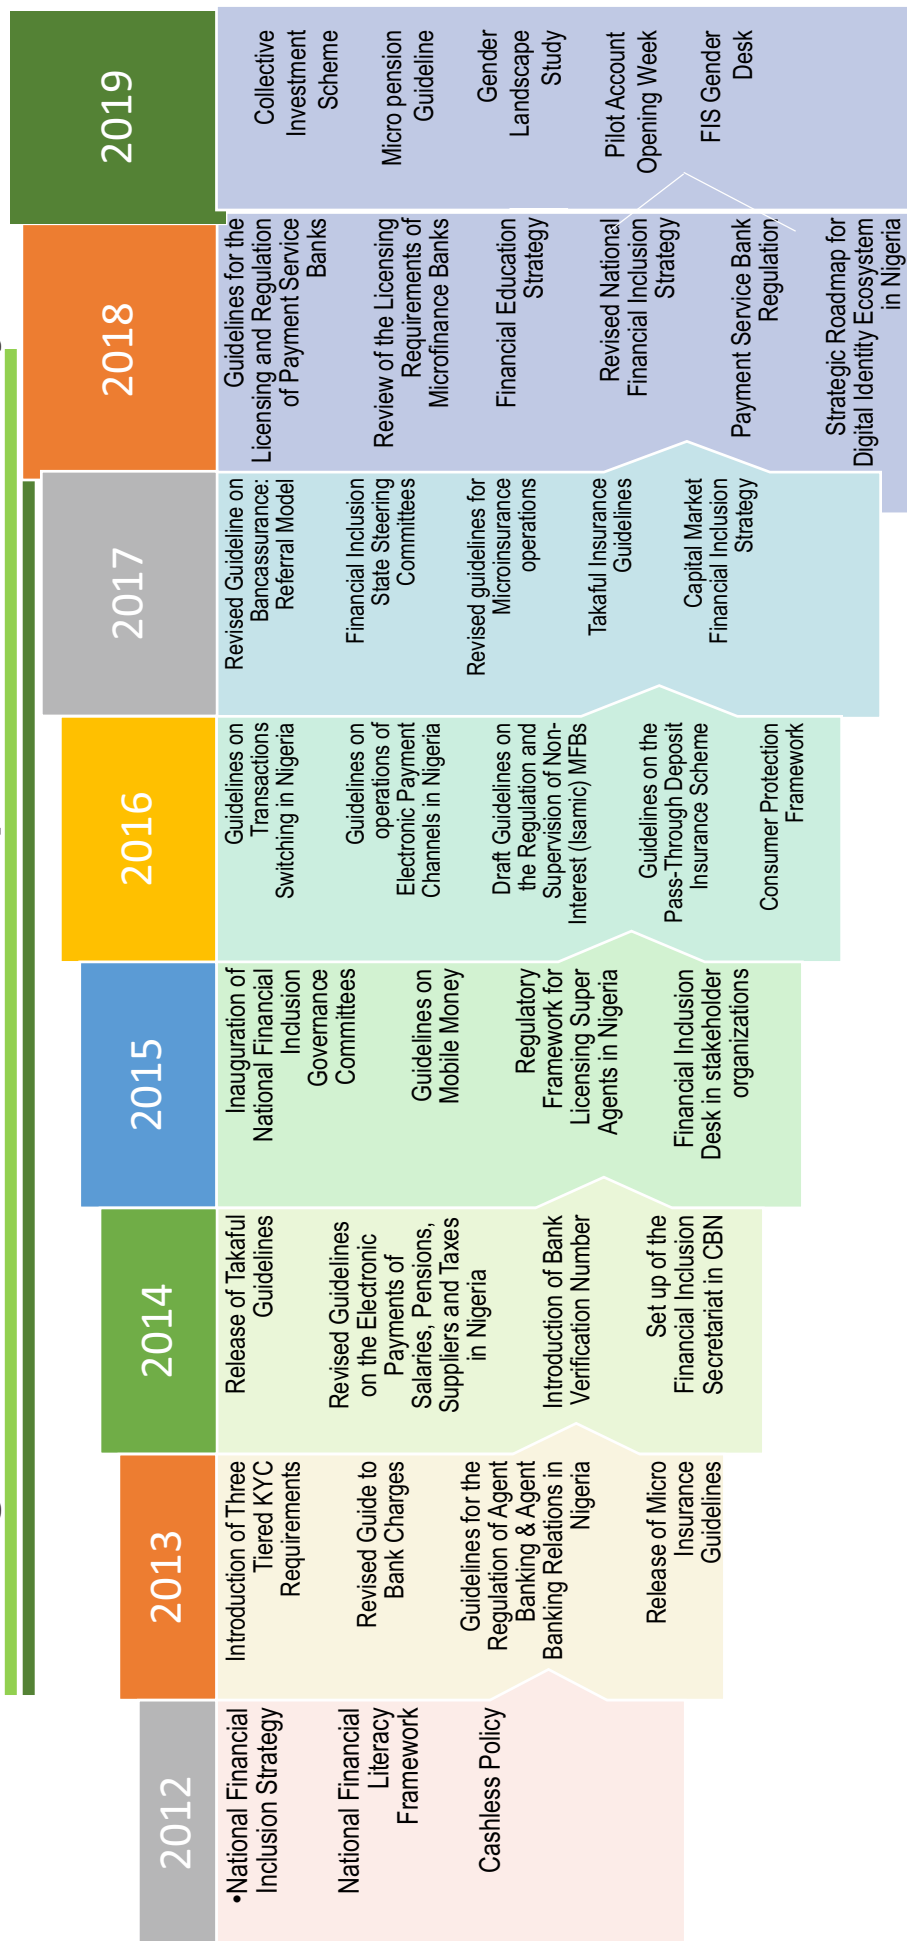 2012
•National Financial
Inclusion Strategy
National Financial
Literacy
Framework
Cashless Policy
2013
Introduction of Three
Tiered KYC
Requirements
Revised Guide to
Bank Charges
Guidelines for the
Regulation of Agent
Banking & Agent
Banking Relations in
Nigeria
Release of Micro
Insurance
Guidelines
2014
Release of Takaful
Guidelines
Revised Guidelines
on the Electronic
Payments of
Salaries, Pensions,
Suppliers and Taxes
in Nigeria
Introduction of Bank
Verification Number
Set up of the
Financial Inclusion
Secretariat in CBN
2015
Inauguration of
National Financial
Inclusion
Governance
Committees
Guidelines on
Mobile Money
Regulatory
Framework for
Licensing Super
Agents in Nigeria
Financial Inclusion
Desk in stakeholder
organizations
2016
Guidelines on
Transactions
Switching in Nigeria
Guidelines on
operations of
Electronic Payment
Channels in Nigeria
Draft Guidelines on
the Regulation and
Supervision of Non-
Interest (Isamic) MFBs
Guidelines on the
Pass-Through Deposit
Insurance Scheme
Consumer Protection
Framework
2017
Revised Guideline on
Bancassurance:
Referral Model
Financial Inclusion
State Steering
Committees
Revised guidelines for
Microinsurance
operations
Takaful Insurance
Guidelines
Capital Market
Financial Inclusion
Strategy
2018
Guidelines for the
Licensing and Regulation
of Payment Service
Banks
Review of the Licensing
Requirements of
Microfinance Banks
Financial Education
Strategy
Revised National
Financial Inclusion
Strategy
Payment Service Bank
Regulation
Strategic Roadmap for
Digital Identity Ecosystem
in Nigeria
2019
Collective
Investment
Scheme
Micro pension
Guideline
Gender
Landscape
Study
Pilot Account
Opening Week
FIS Gender
Desk